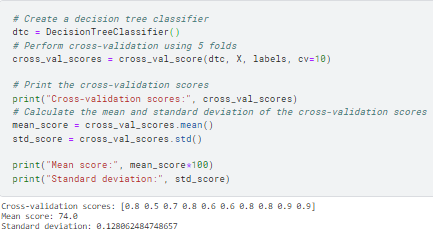 # Create a decision tree classifier
dtc = DecisionTreeClassifier()
# Perform cross-validation using 5 folds
cross_val_scores = cross_val_score(dtc, X, labels, cv=10)
# Print the cross-validation scores
print("Cross-validation scores:", cross_val_scores)
# Calculate the mean and standard deviation of the cross-validation scores
mean_score = cross_val_scores.mean()
std_score = cross_val_scores.std()
print("Mean score:", mean_score*100)
print("Standard deviation:", std_score)
Cross-validation scores: [0.8 0.5 0.7 0.8 0.6 0.6 0.8 0.8 0.9 0.9]
Mean score: 74.0
Standard deviation: 0.128062484748657